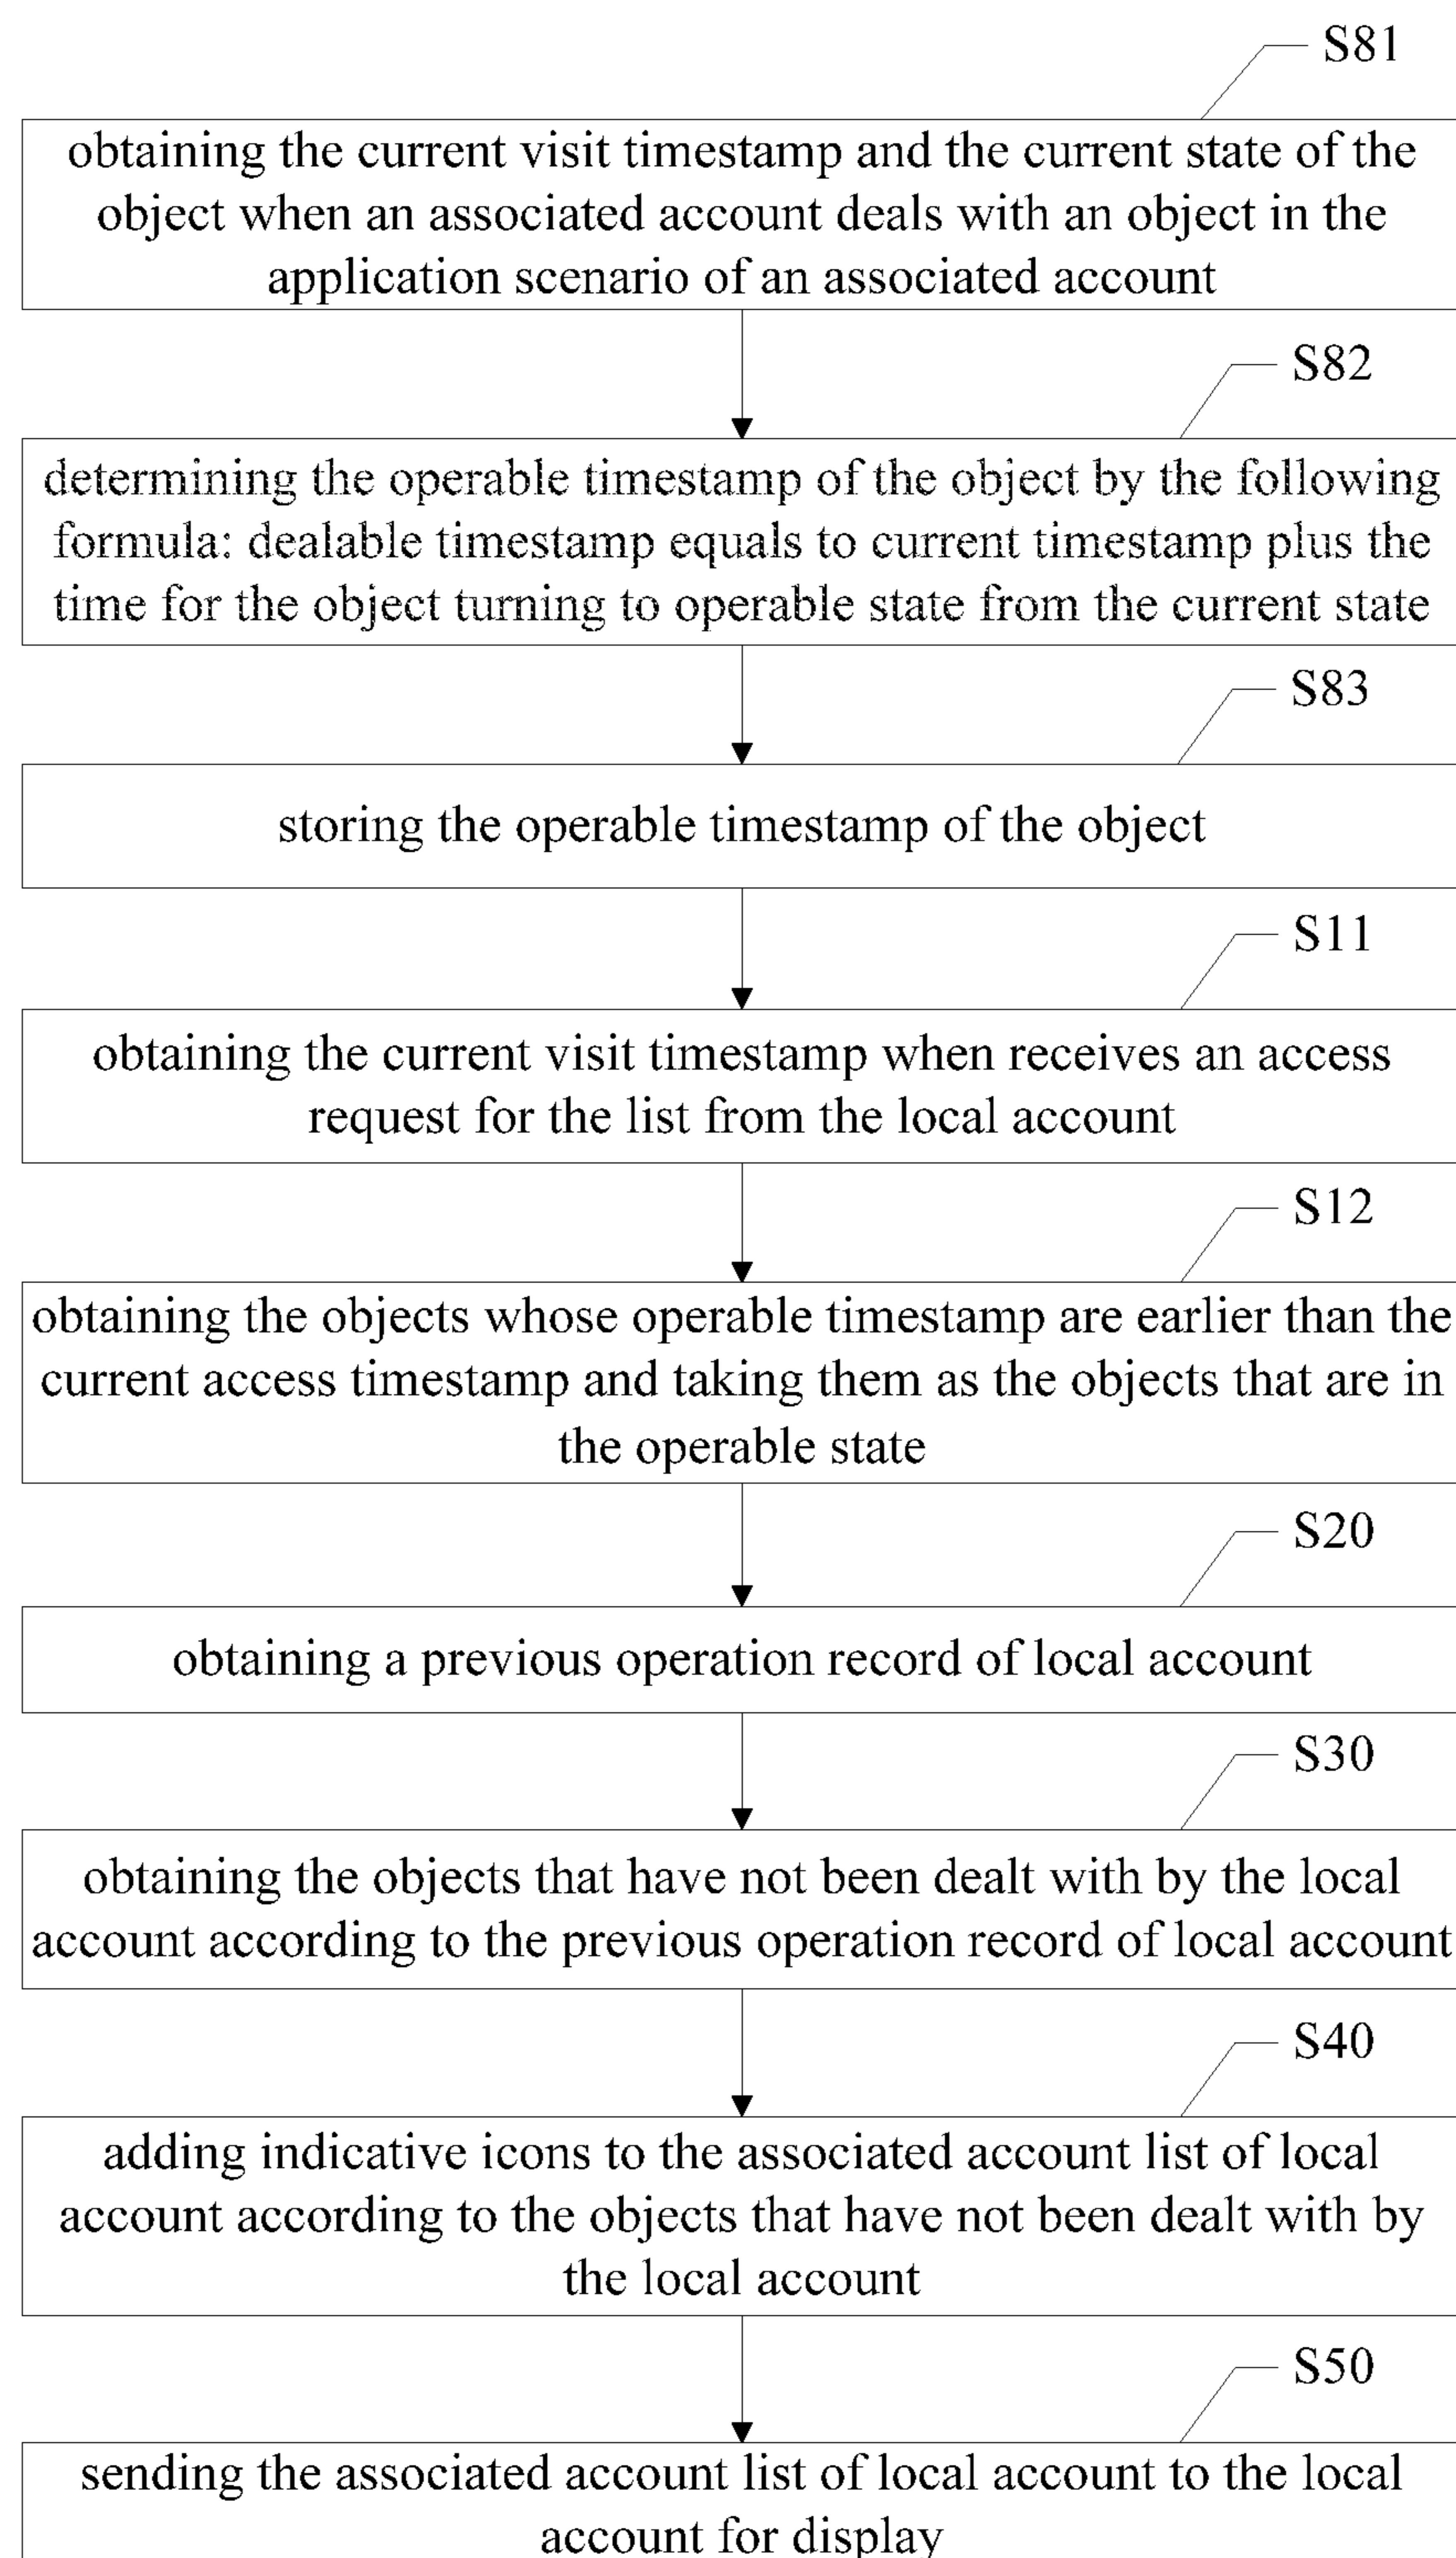 S81
obtaining the current visit timestamp and the current state of the
object when an associated account deals with an object in the
application scenario of an associated account
S82
determining the operable timestamp of the object by the following
formula: dealable timestamp equals to current timestamp plus the
time for the object turning to operable state from the current state
S83
storing the operable timestamp of the object
S11
obtaining the current visit timestamp when receives an access
request for the list from the local account
S12
obtaining the objects whose operable timestamp are earlier than the
current access timestamp and taking them as the objects that are in
the operable state
S20
obtaining a previous operation record of local account
S30
obtaining the objects that have not been dealt with by the local
account according to the previous operation record of local account
S40
adding indicative icons to the associated account list of local
account according to the objects that have not been dealt with by
the local account
S50
sending the associated account list of local account to the local
account for display